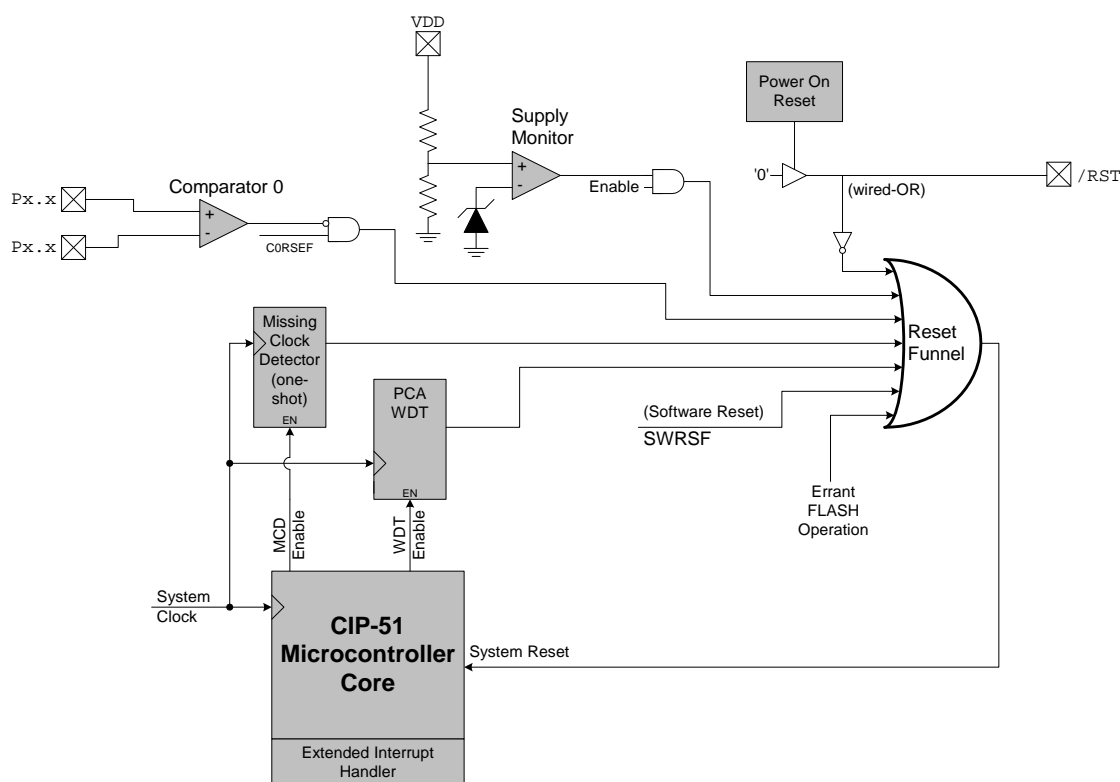 VDD
Power On
Reset
Supply
Monitor
+
-
Enable
'0'
(wired-OR)
/RST
Comparator 0
Px.x
Px.x
+
-
C0RSEF
Missing
Clock
Detector
(one-
shot)
EN
PCA
WDT
EN
Reset
Funnel
(Software Reset)
SWRSF
Errant
FLASH
Operation
MCD
Enable
WDT
Enable
System
Clock
CIP-51
Microcontroller
Core
System Reset
Extended Interrupt
Handler